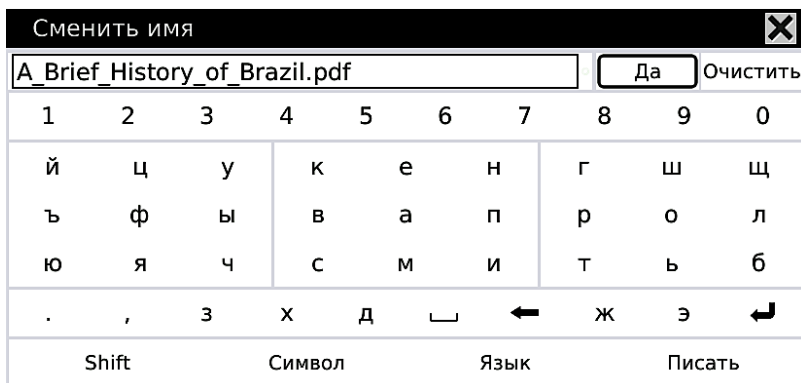 Сменить имя
A_Brief_History_of_Brazil.pdf Да Очистить
1 2 3 4 5 6 7 8 9 0
й ц у к е н г ш щ
ъ ф ы в а п р о л
ю я ч с м и т ь б
. , з х д ж э
Shift Символ Язык Писать